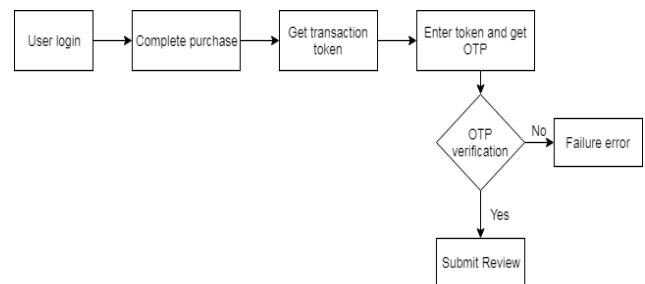 User login
Complete purchase
Get transaction
token
Enter token and get
OTP
OTP
verification
No
Failure error
Yes
Submit Review